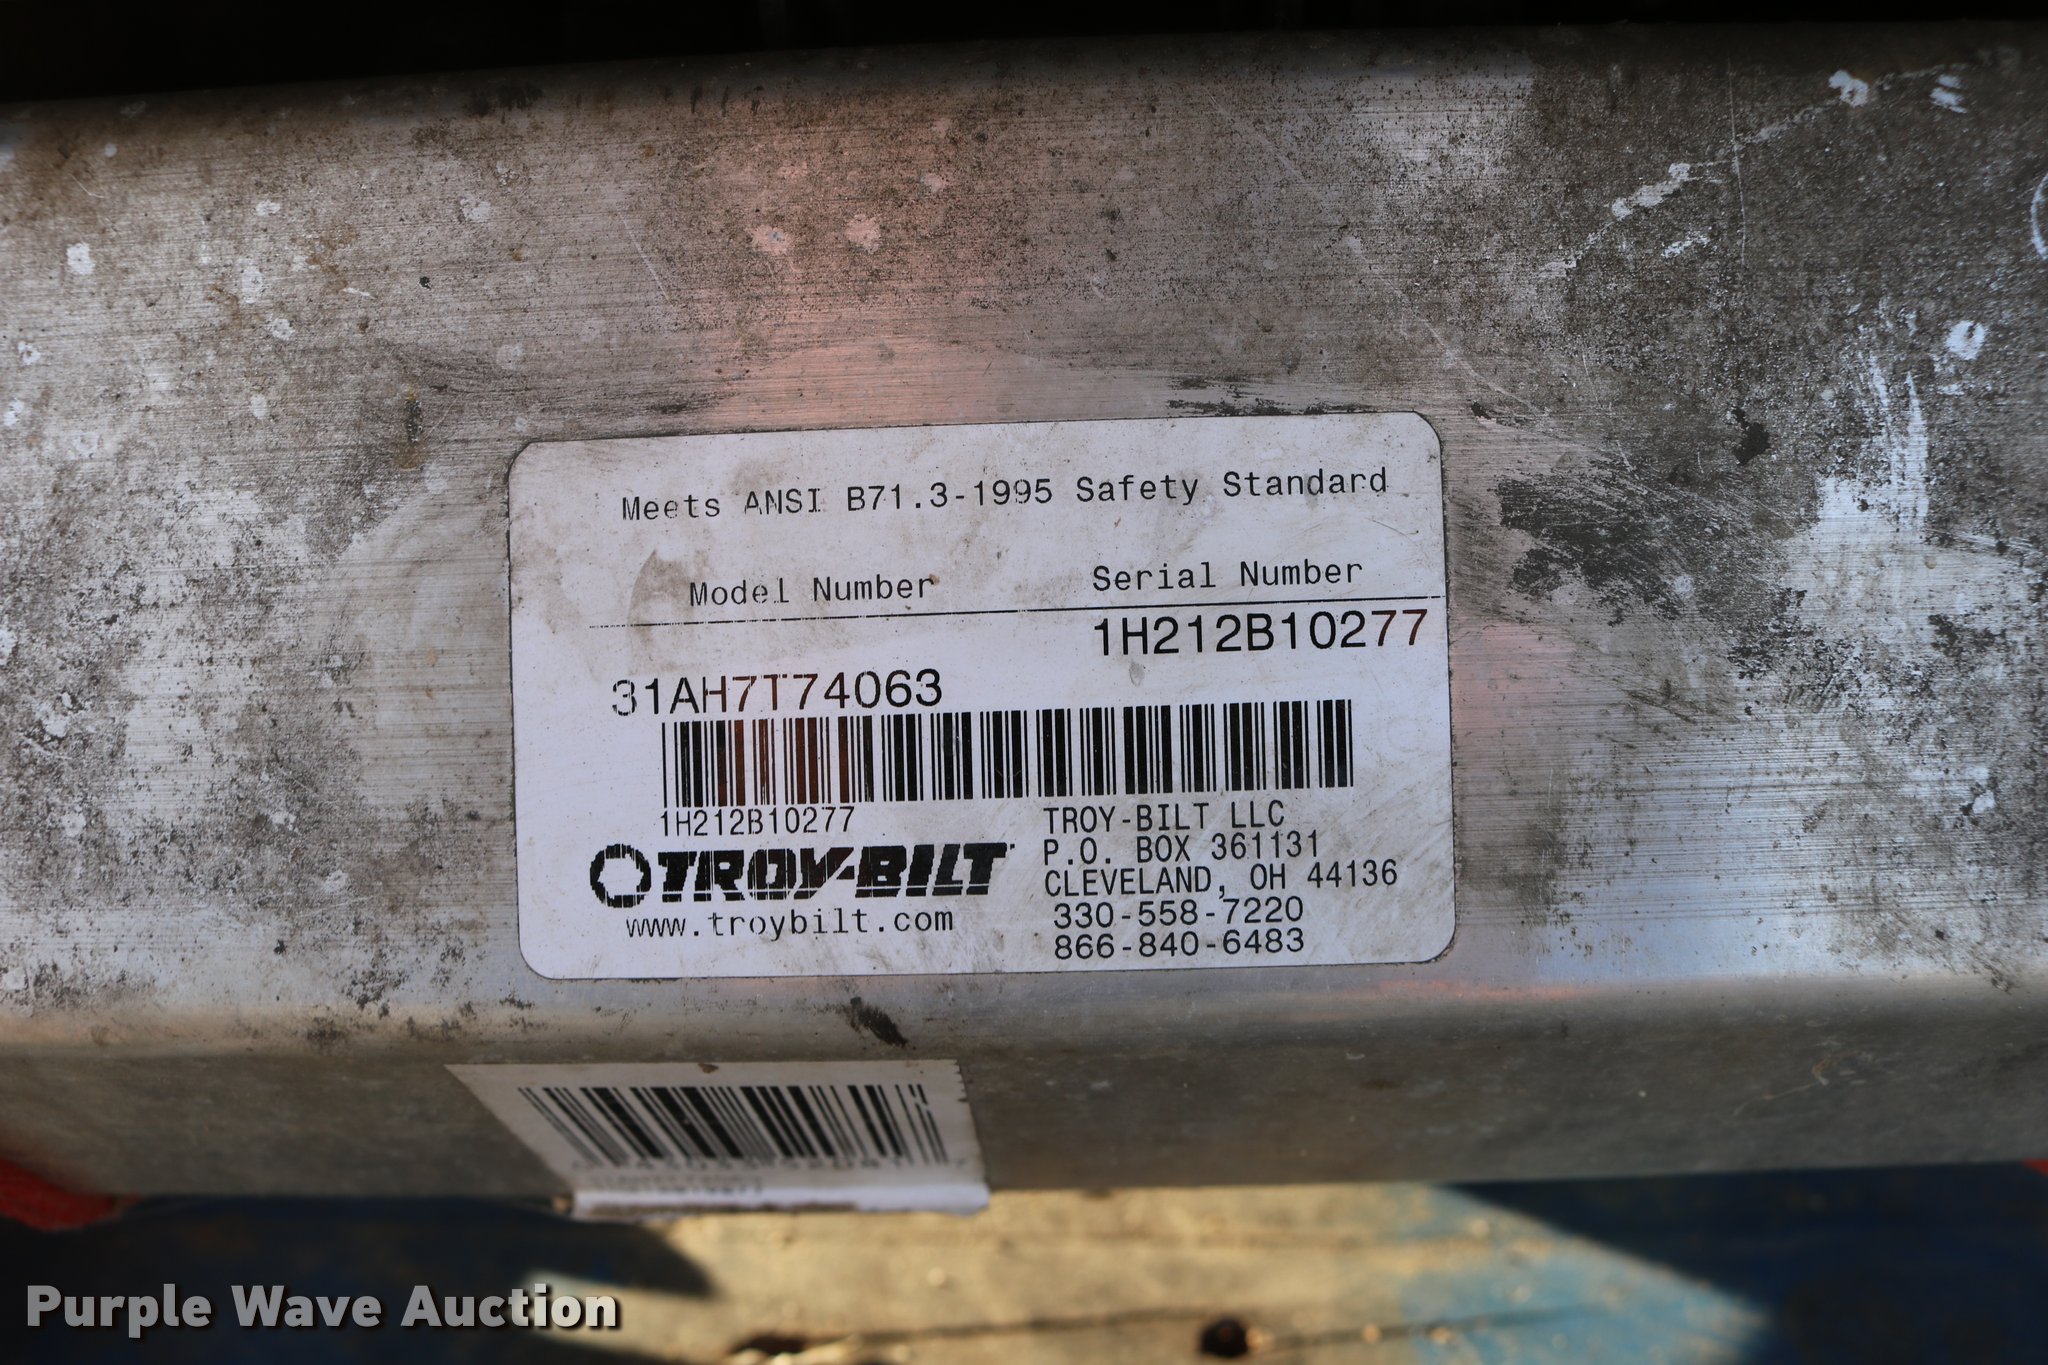 Meets ANSI B71.3-1995 Safety Standard
Model Number Serial Number
31AH7T74063 1H212B10277
1H212B10277
TROY-BILT
www.troybilt.com
TROY-BILT LLC
P.O. BOX 361131
CLEVELAND, OH 44136
330-558-7220
866-840-6483
Purple Wave Auction